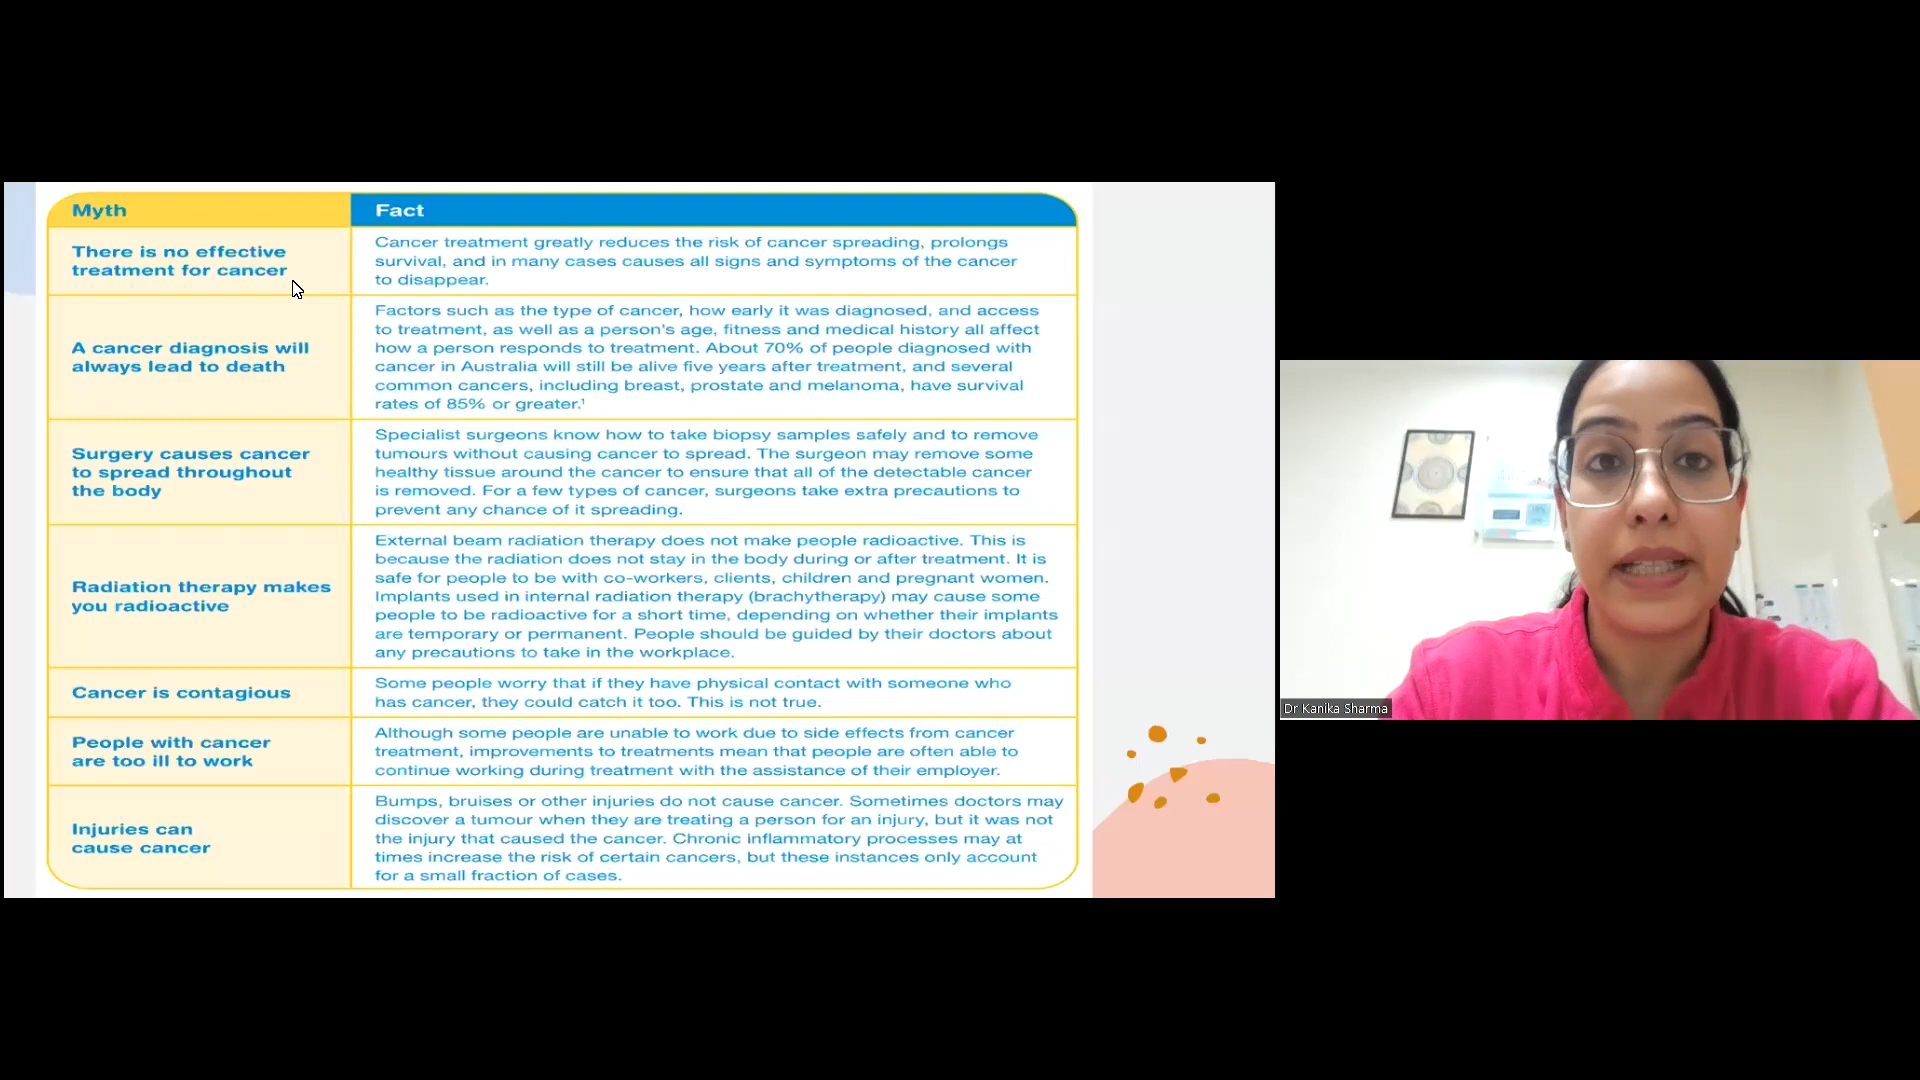 Myth
Fact
There is no effective
treatment for cancer
Cancer treatment greatly reduces the risk of cancer spreading, prolongs
survival, and in many cases causes all signs and symptoms of the cancer
to disappear.
A cancer diagnosis will
always lead to death
Factors such as the type of cancer, how early it was diagnosed, and access
to treatment, as well as a person's age, fitness and medical history all affect
how a person responds to treatment. About 70% of people diagnosed with
cancer in Australia will still be alive five years after treatment, and several
common cancers, including breast, prostate and melanoma, have survival
rates of 85% or greater.¹
Surgery causes cancer
to spread throughout
the body
Specialist surgeons know how to take biopsy samples safely and to remove
tumours without causing cancer to spread. The surgeon may remove some
healthy tissue around the cancer to ensure that all of the detectable cancer
is removed. For a few types of cancer, surgeons take extra precautions to
prevent any chance of it spreading.
Radiation therapy makes
you radioactive
External beam radiation therapy does not make people radioactive. This is
because the radiation does not stay in the body during or after treatment. It is
safe for people to be with co-workers, clients, children and pregnant women.
Implants used in internal radiation therapy (brachytherapy) may cause some
people to be radioactive for a short time, depending on whether their implants
are temporary or permanent. People should be guided by their doctors about
any precautions to take in the workplace.
Cancer is contagious
Some people worry that if they have physical contact with someone who
has cancer, they could catch it too. This is not true.
People with cancer
are too ill to work
Although some people are unable to work due to side effects from cancer
treatment, improvements to treatments mean that people are often able to
continue working during treatment with the assistance of their employer.
Injuries can
cause cancer
Bumps, bruises or other injuries do not cause cancer. Sometimes doctors may
discover a tumour when they are treating a person for an injury, but it was not
the injury that caused the cancer. Chronic inflammatory processes may at
times increase the risk of certain cancers, but these instances only account
for a small fraction of cases.
Dr Kanika Sharma